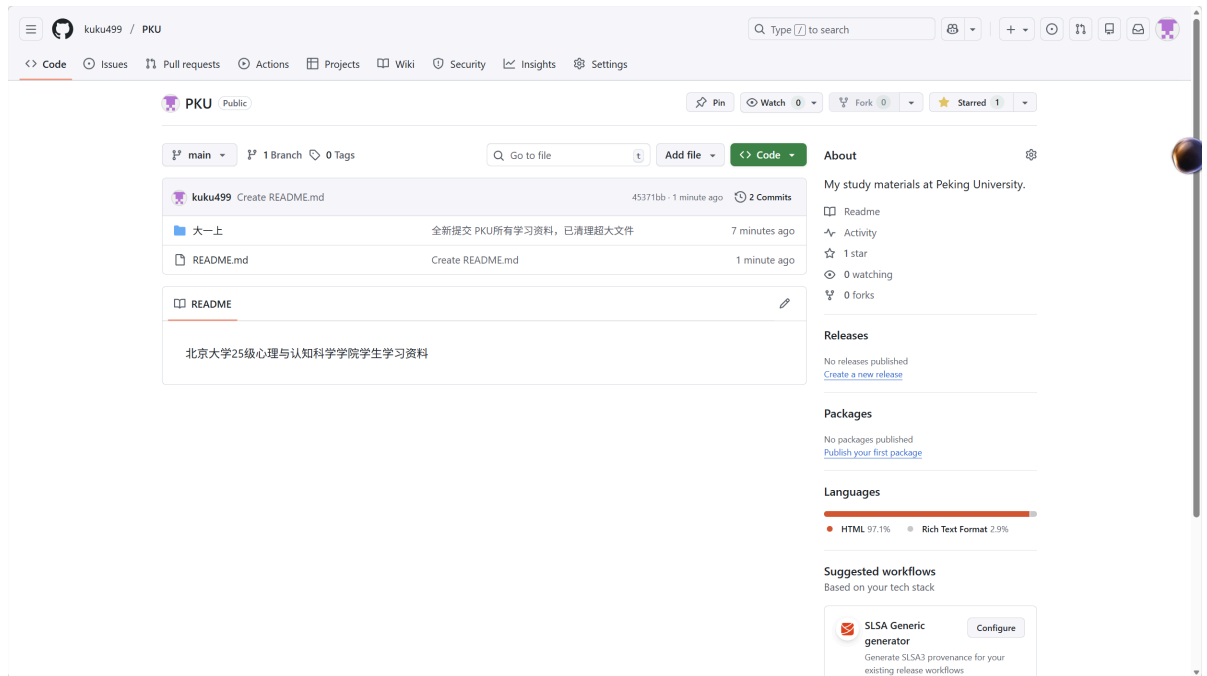 kuku499 / PKU
Type / to search
Code Issues Pull requests Actions Projects Wiki Security Insights Settings
PKU Public
Pin Watch 0 Fork 0 Starred 1
main 1 Branch 0 Tags
Go to file t Add file Code
kuku499 Create README.md 45371bb · 1 minute ago 2 Commits
大一上 全新提交 PKU所有学习资料，已清理超大文件 7 minutes ago
README.md Create README.md 1 minute ago
README
北京大学25级心理与认知科学学院学生学习资料
About
My study materials at Peking University.
Readme
Activity
1 star
0 watching
0 forks
Releases
No releases published
Create a new release
Packages
No packages published
Publish your first package
Languages
HTML 97.1% Rich Text Format 2.9%
Suggested workflows
Based on your tech stack
SLSA Generic
generator
Configure
Generate SLSA3 provenance for your
existing release workflows